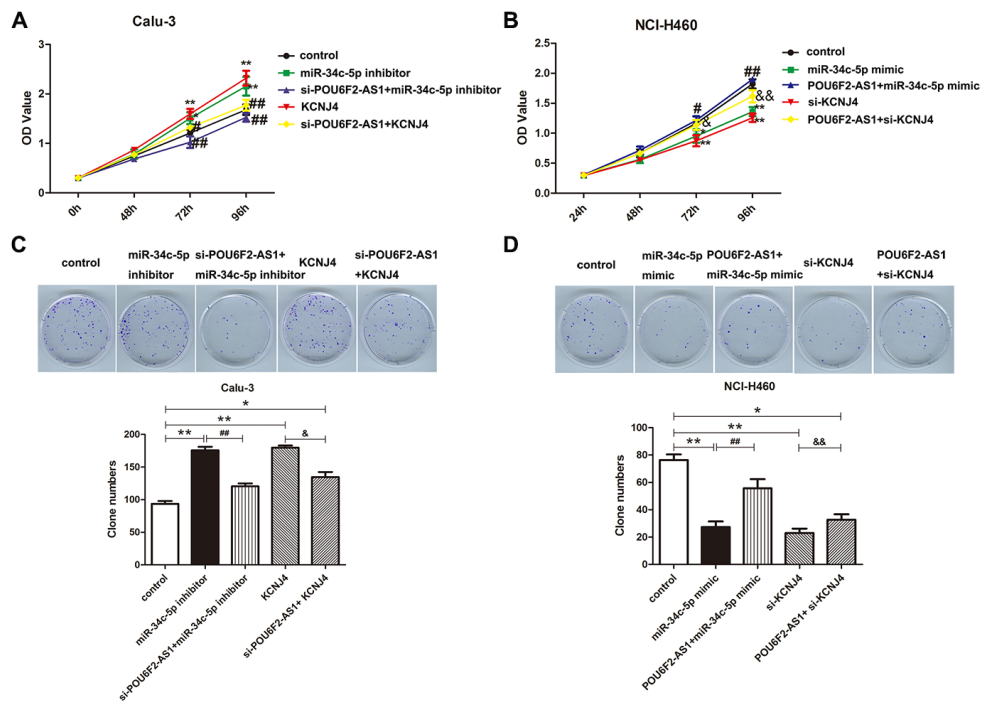 A
Calu-3
OD Value
3
2
1
0
0h
48h
72h
96h
**
**
**
*
#
##
##
##
control
miR-34c-5p inhibitor
si-POU6F2-AS1+miR-34c-5p inhibitor
KCNJ4
si-POU6F2-AS1+KCNJ4
B
NCI-H460
OD Value
2.5
2.0
1.5
1.0
0.5
0.0
24h
48h
72h
96h
#
&
*
**
##
&&
**
**
control
miR-34c-5p mimic
POU6F2-AS1+miR-34c-5p mimic
si-KCNJ4
POU6F2-AS1+si-KCNJ4
C
control
miR-34c-5p
inhibitor
si-POU6F2-AS1+
miR-34c-5p inhibitor
KCNJ4
si-POU6F2-AS1
+KCNJ4
Calu-3
Clone numbers
200
150
100
50
0
*
**
**
##
&
control
miR-34c-5p inhibitor
si-POU6F2-AS1+miR-34c-5p inhibitor
KCNJ4
si-POU6F2-AS1+ KCNJ4
D
control
miR-34c-5p
mimic
POU6F2-AS1+
miR-34c-5p mimic
si-KCNJ4
POU6F2-AS1
+si-KCNJ4
NCI-H460
Clone numbers
100
80
60
40
20
0
*
**
**
##
&&
control
miR-34c-5p mimic
POU6F2-AS1+miR-34c-5p mimic
si-KCNJ4
POU6F2-AS1+ si-KCNJ4